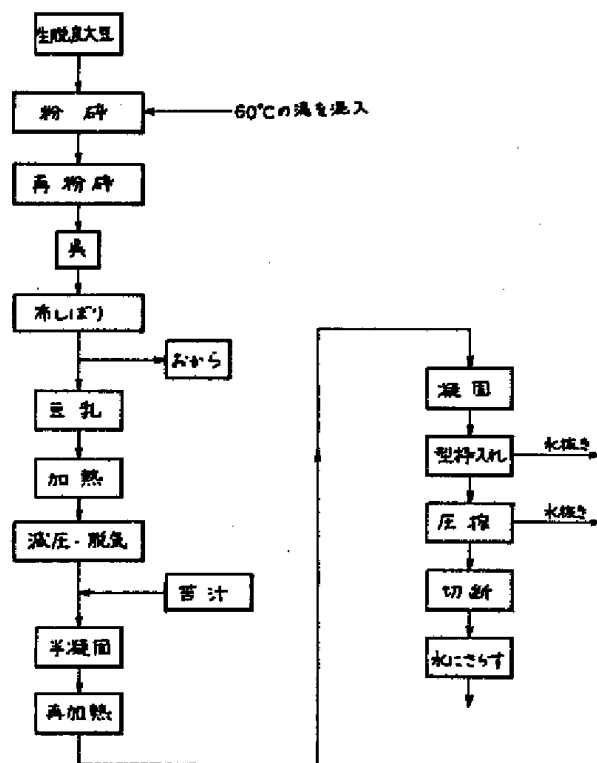 生脱皮大豆
粉砕
60℃の湯を混入
再粉砕
呉
布しぼり
おから
豆乳
加熱
減圧・脱気
苦汁
半凝固
再加熱
凝固
型枠入れ
水抜き
圧搾
水抜き
切断
水にさらす